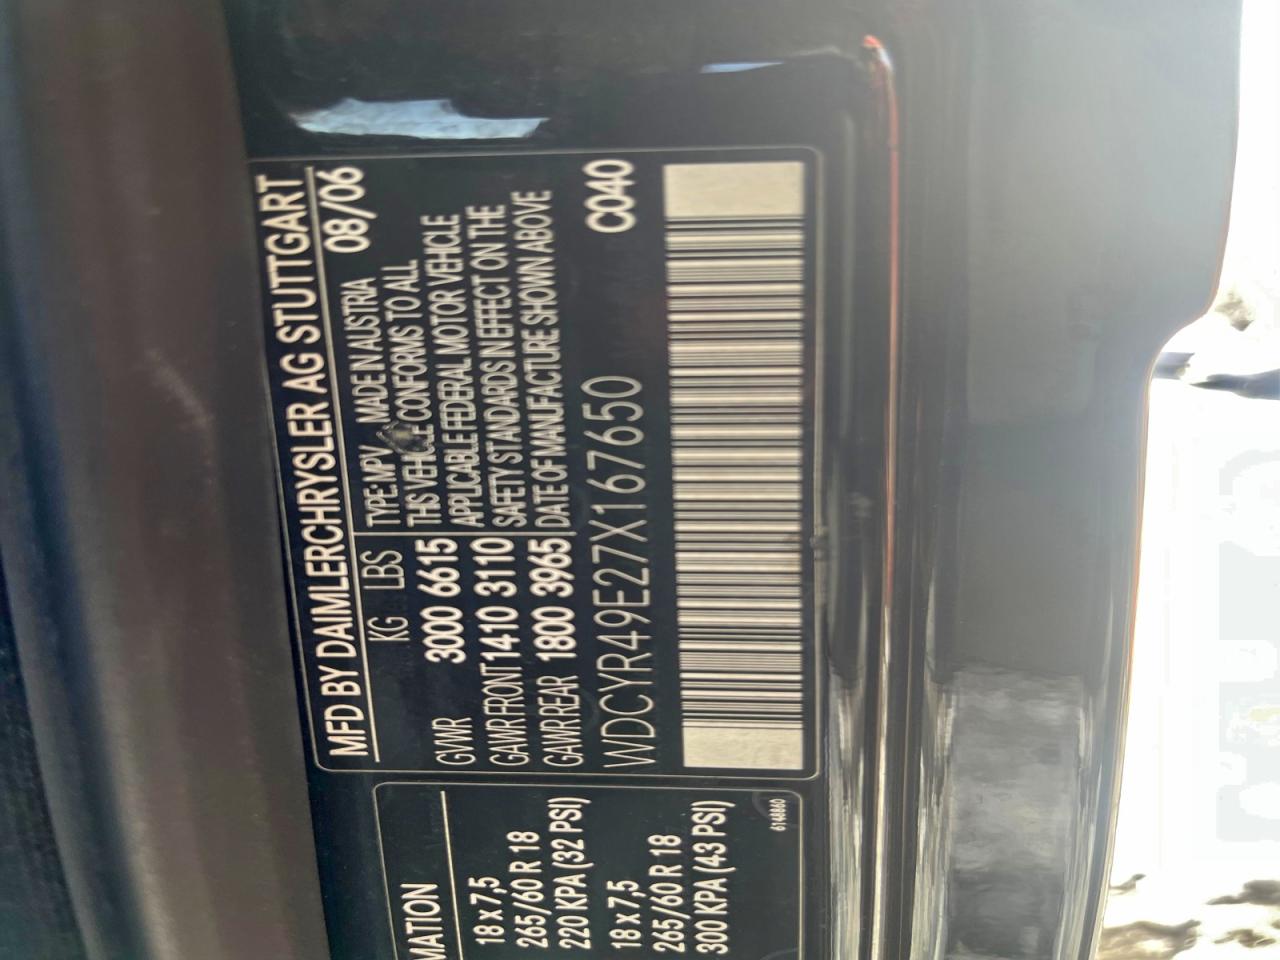 MFD BY DAIMLERCHRYSLER AG STUTTGART
08/06
KG LBS
GVWR 3000 6615
GAWR FRONT 1410 3110
GAWR REAR 1800 3965
TYPE: MPV MADE IN AUSTRIA
THIS VEHICLE CONFORMS TO ALL
APPLICABLE FEDERAL MOTOR VEHICLE
SAFETY STANDARDS IN EFFECT ON THE
DATE OF MANUFACTURE SHOWN ABOVE
WDCYR49E27X167650 C040
MATION
18 x 7,5
265/60 R 18
220 KPA (32 PSI)
18 x 7,5
265/60 R 18
300 KPA (43 PSI)
6148860